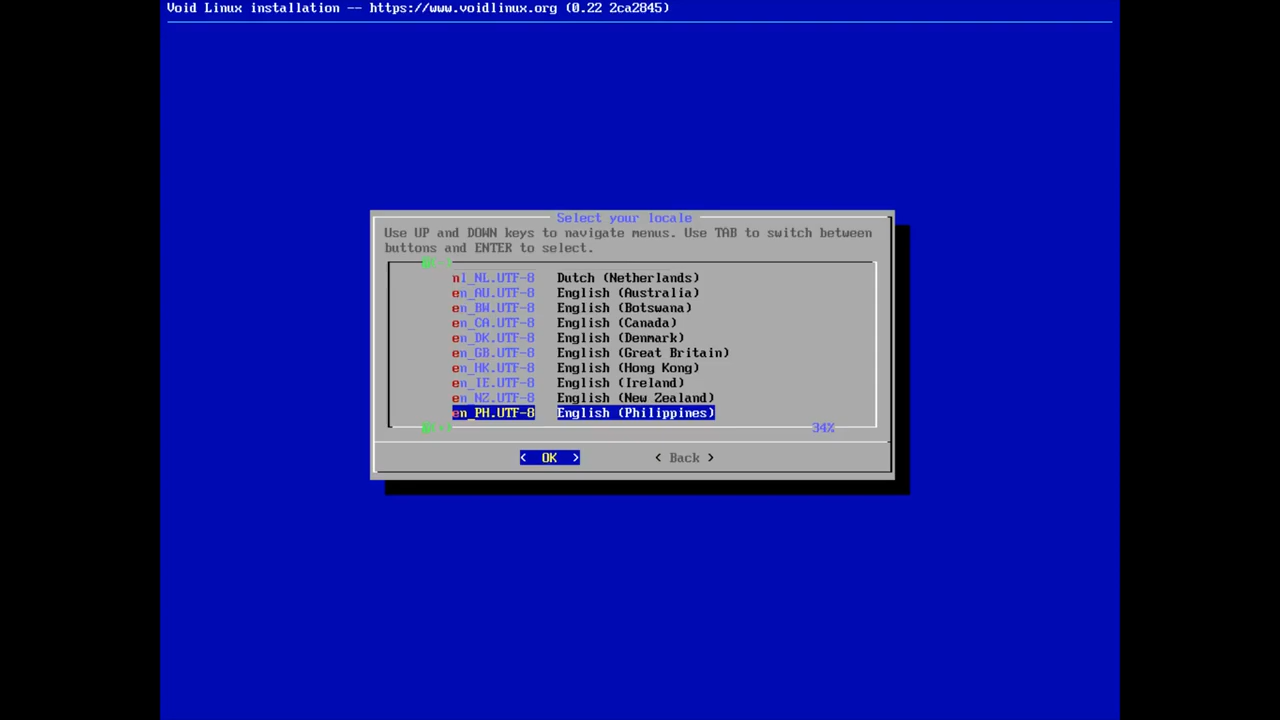 Void Linux installation -- https://www.voidlinux.org (0.22 2ca2845)
Select your locale
Use UP and DOWN keys to navigate menus. Use TAB to switch between
buttons and ENTER to select.
nl_NL.UTF-8 Dutch (Netherlands)
en_AU.UTF-8 English (Australia)
en_BW.UTF-8 English (Botswana)
en_CA.UTF-8 English (Canada)
en_DK.UTF-8 English (Denmark)
en_GB.UTF-8 English (Great Britain)
en_HK.UTF-8 English (Hong Kong)
en_IE.UTF-8 English (Ireland)
en_NZ.UTF-8 English (New Zealand)
en_PH.UTF-8 English (Philippines)
34%
< OK > < Back >